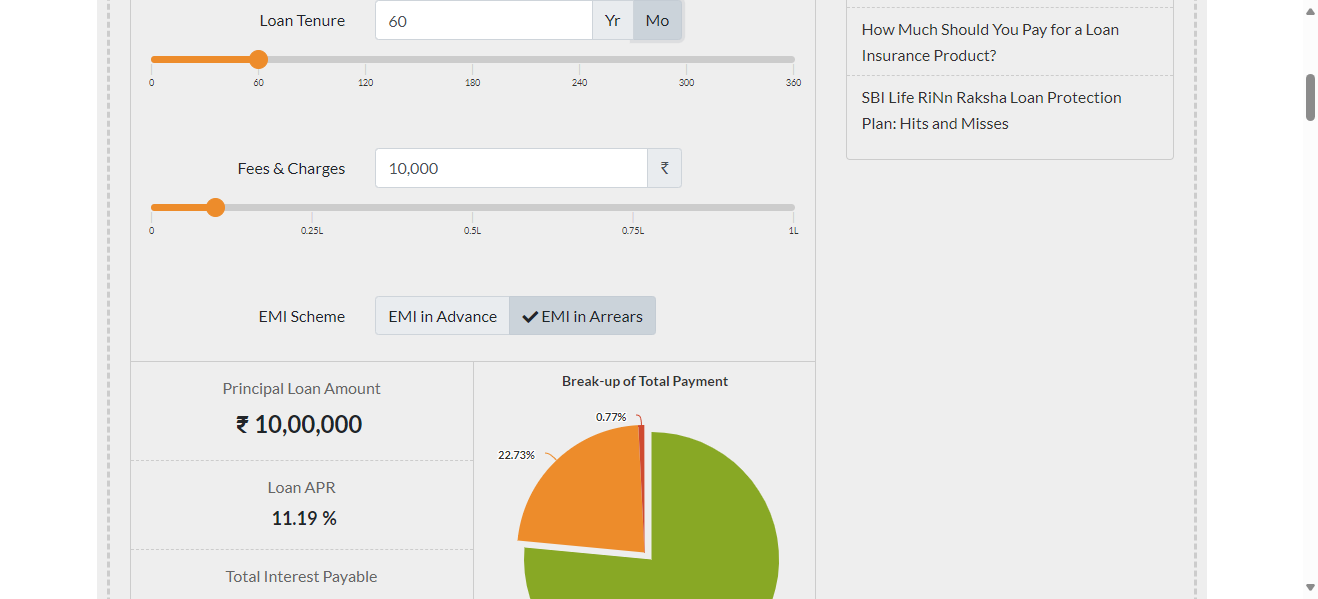 Loan Tenure
60
Yr
Mo
0
60
120
180
240
300
360
Fees & Charges
10,000
₹
0
0.25L
0.5L
0.75L
1L
EMI Scheme
EMI in Advance
EMI in Arrears
Principal Loan Amount
₹ 10,00,000
Loan APR
11.19 %
Total Interest Payable
Break-up of Total Payment
0.77%
22.73%
How Much Should You Pay for a Loan
Insurance Product?
SBI Life RiNn Raksha Loan Protection
Plan: Hits and Misses